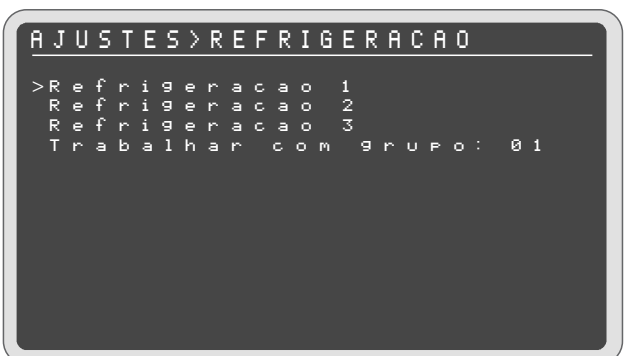 AJUSTES>REFRIGERACAO
>Refrigeracao 1
Refrigeracao 2
Refrigeracao 3
Trabalhar com grupo: 01